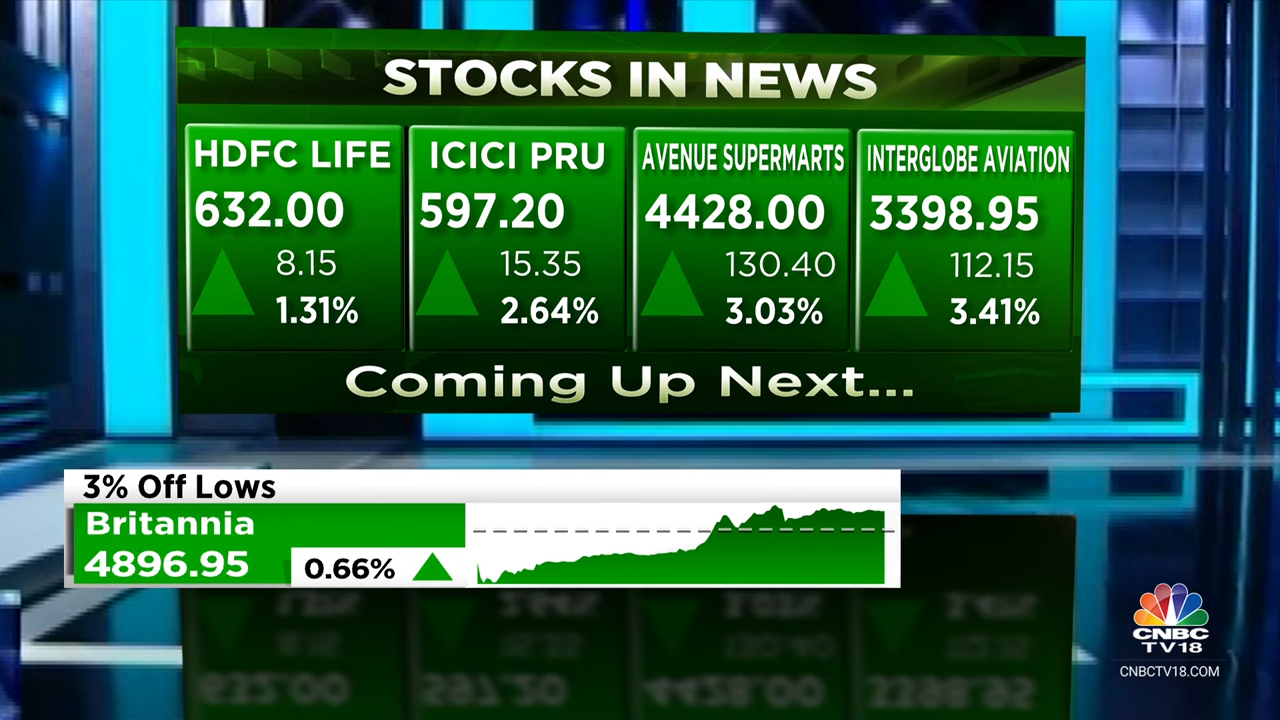 STOCKS IN NEWS
HDFC LIFE
632.00
8.15
1.31%
ICICI PRU
597.20
15.35
2.64%
AVENUE SUPERMARTS
4428.00
130.40
3.03%
INTERGLOBE AVIATION
3398.95
112.15
3.41%
Coming Up Next...
3% Off Lows
Britannia
4896.95
0.66%
CNBC
TV18
CNBCTV18.COM